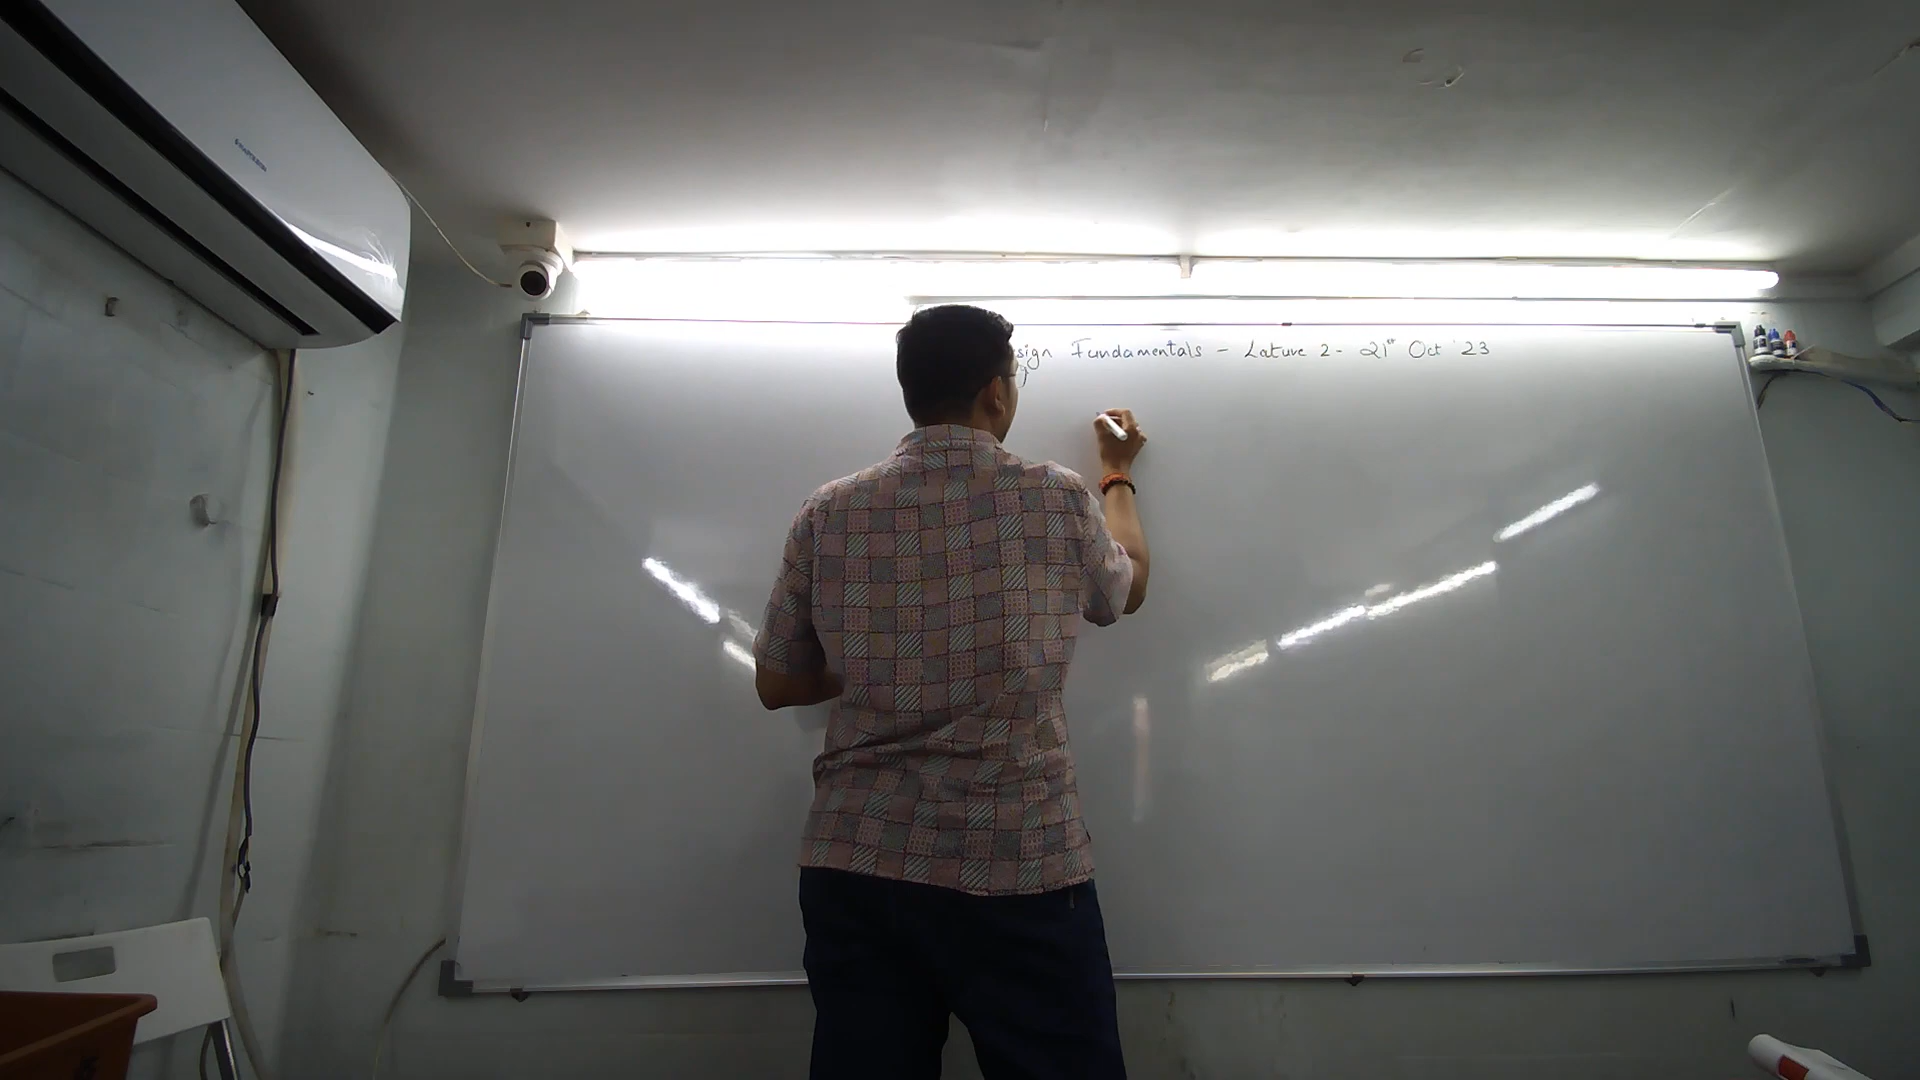 sign Fundamentals - Lature 2- 21st Oct '23